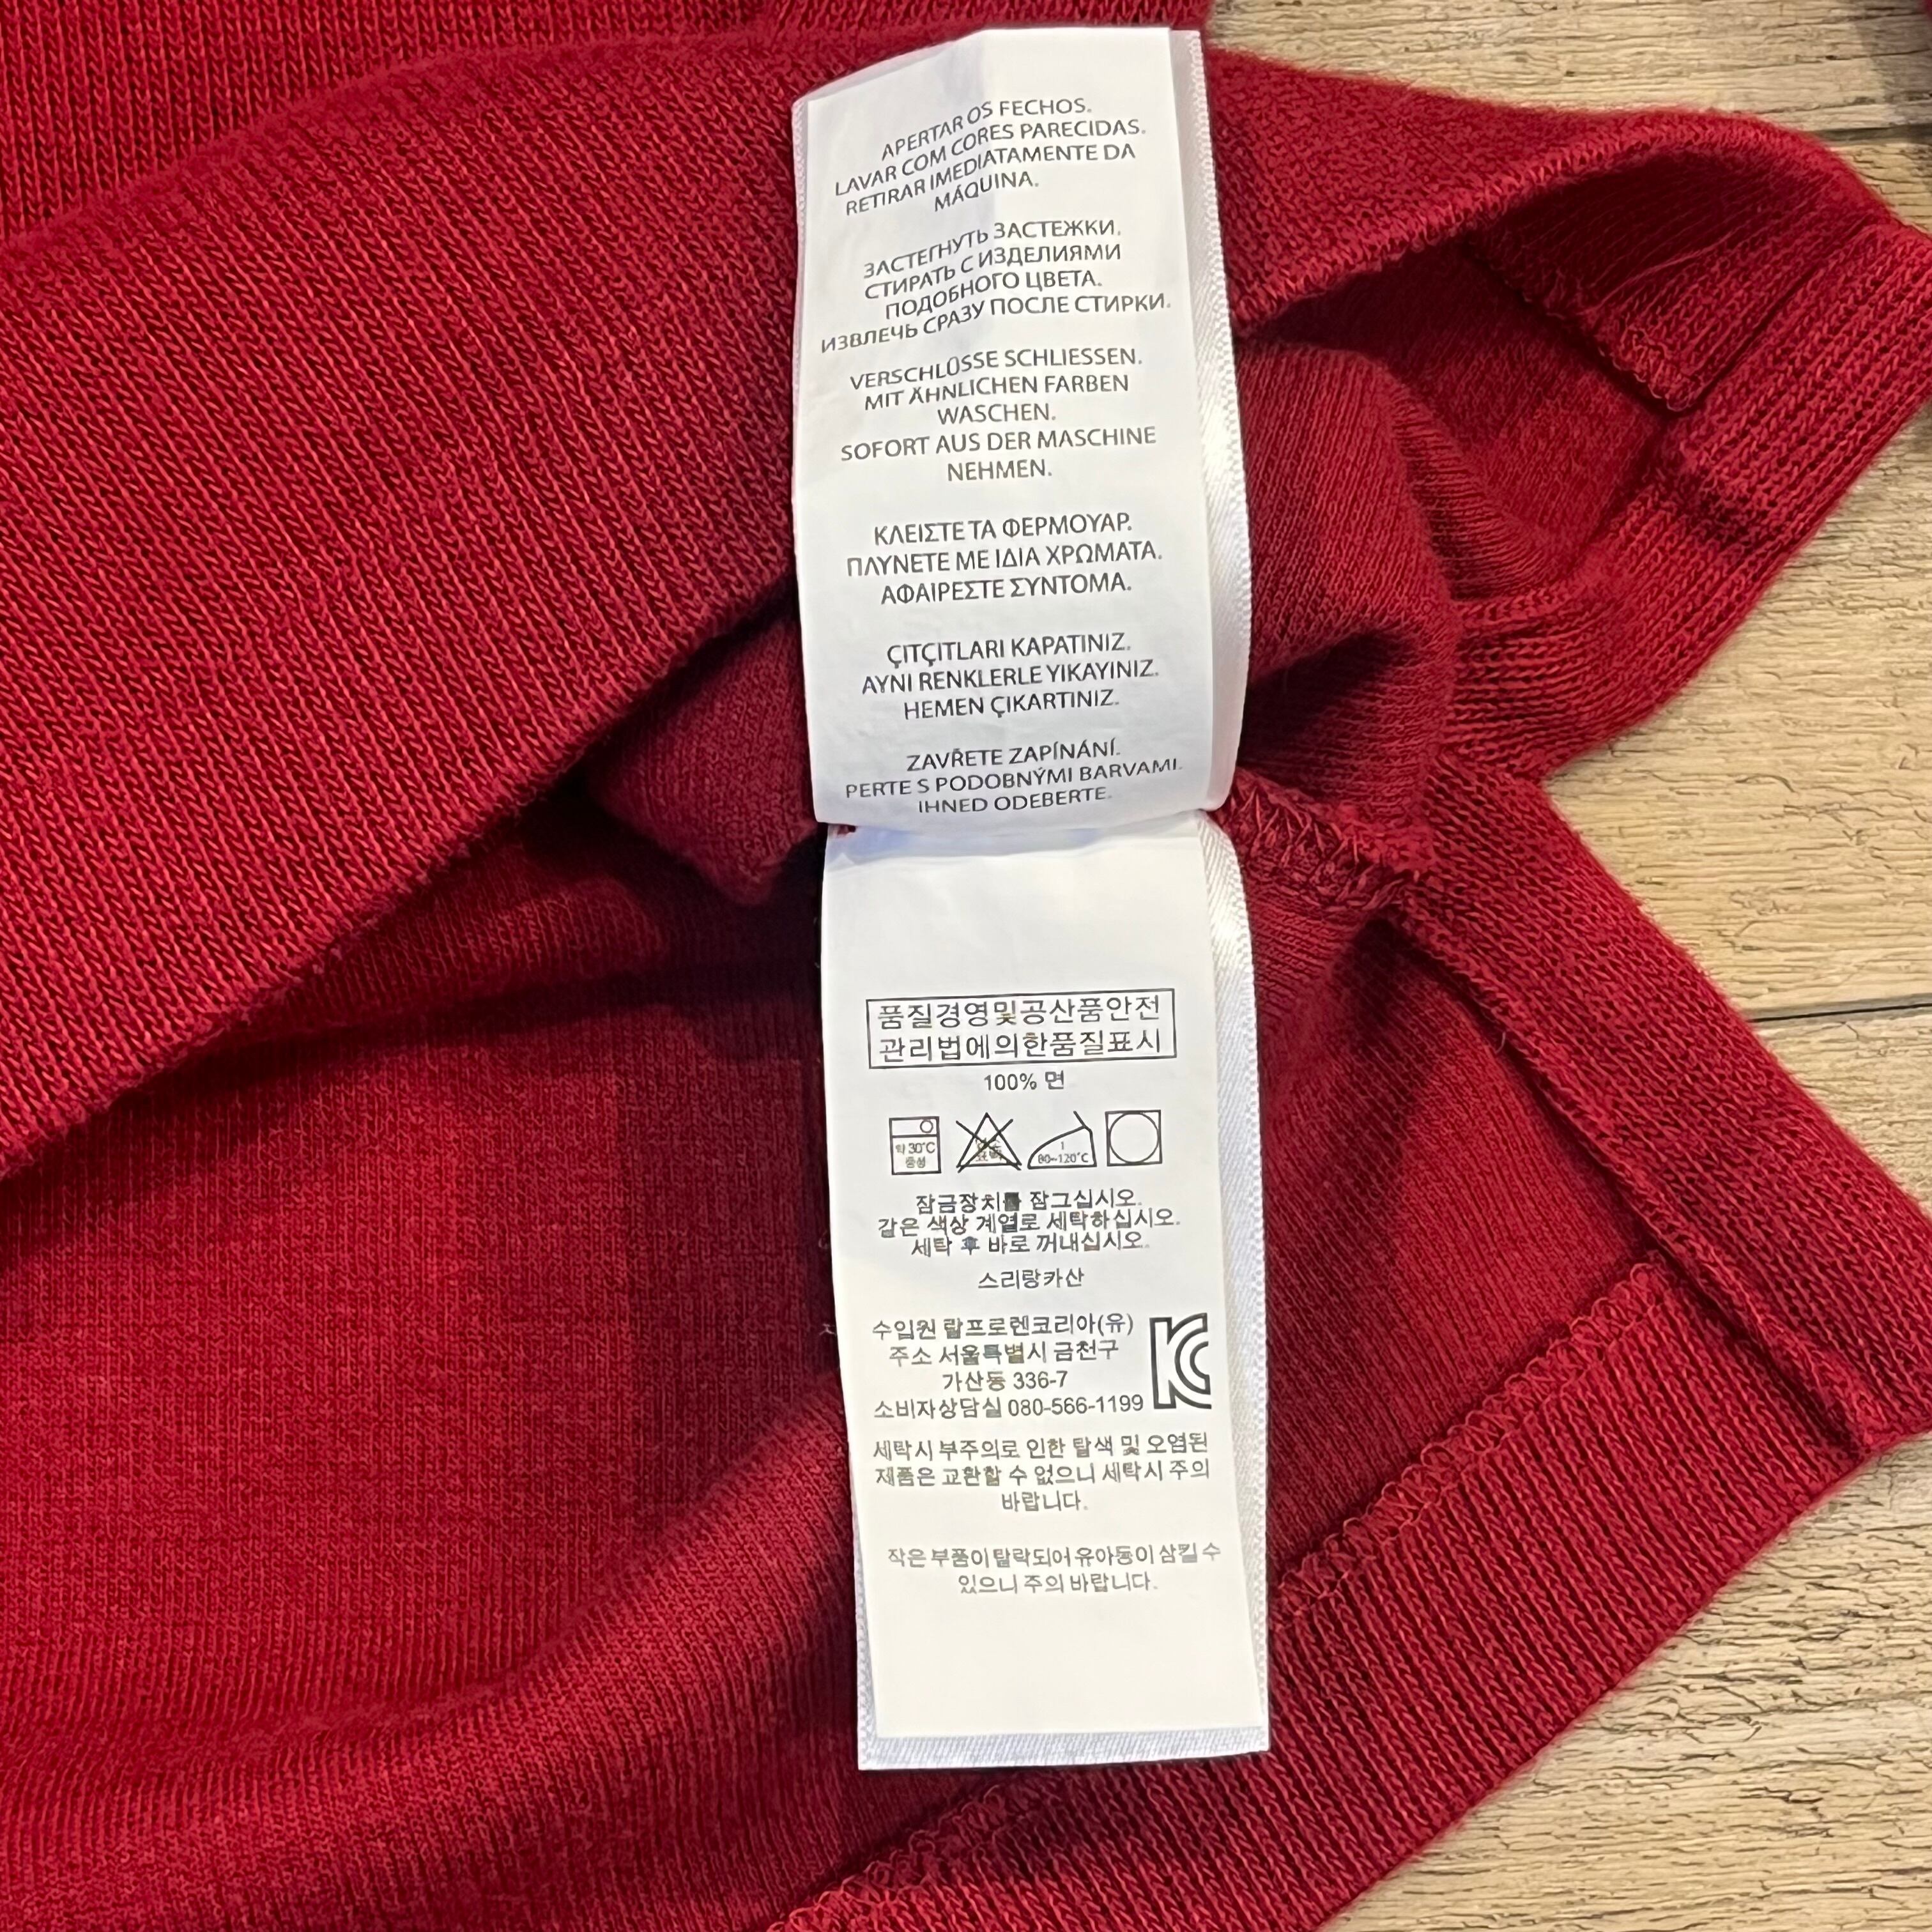 APERTAR OS FECHOS.
LAVAR COM CORES PARECIDAS.
RETIRAR IMEDIATAMENTE DA
MÁQUINA.
ЗАСТЕГНУТЬ ЗАСТЕЖКИ.
СТИРАТЬ С ИЗДЕЛИЯМИ
ПОДОБНОГО ЦВЕТА.
ИЗВЛЕЧЬ СРАЗУ ПОСЛЕ СТИРКИ.
VERSCHLÜSSE SCHLIESSEN.
MIT ÄHNLICHEN FARBEN
WASCHEN.
SOFORT AUS DER MASCHINE
NEHMEN.
ΚΛΕΙΣΤΕ ΤΑ ΦΕΡΜΟΥΑΡ.
ΠΛΥΝΕΤΕ ΜΕ ΙΔΙΑ ΧΡΩΜΑΤΑ.
ΑΦΑΙΡΕΣΤΕ ΣΥΝΤΟΜΑ.
ÇITÇITLARI KAPATINIZ.
AYNI RENKLERLE YIKAYINIZ.
HEMEN ÇIKARTINIZ.
ZAVŘETE ZAPÍNÁNÍ.
PERTE S PODOBNÝMI BARVAMI.
IHNED ODEBERTE.
품질경영및공산품안전
관리법에의한품질표시
100% 면
약 30°C
중성
80~120°C
잠금장치를 잠그십시오.
같은 색상 계열로 세탁하십시오.
세탁 후 바로 꺼내십시오.
스리랑카산
수입원 랄프로렌코리아(유)
주소 서울특별시 금천구
가산동 336-7
소비자상담실 080-566-1199
세탁시 부주의로 인한 탈색 및 오염된
제품은 교환할 수 없으니 세탁시 주의
바랍니다.
작은 부품이 탈락되어 유아동이 삼킬 수
있으니 주의 바랍니다.